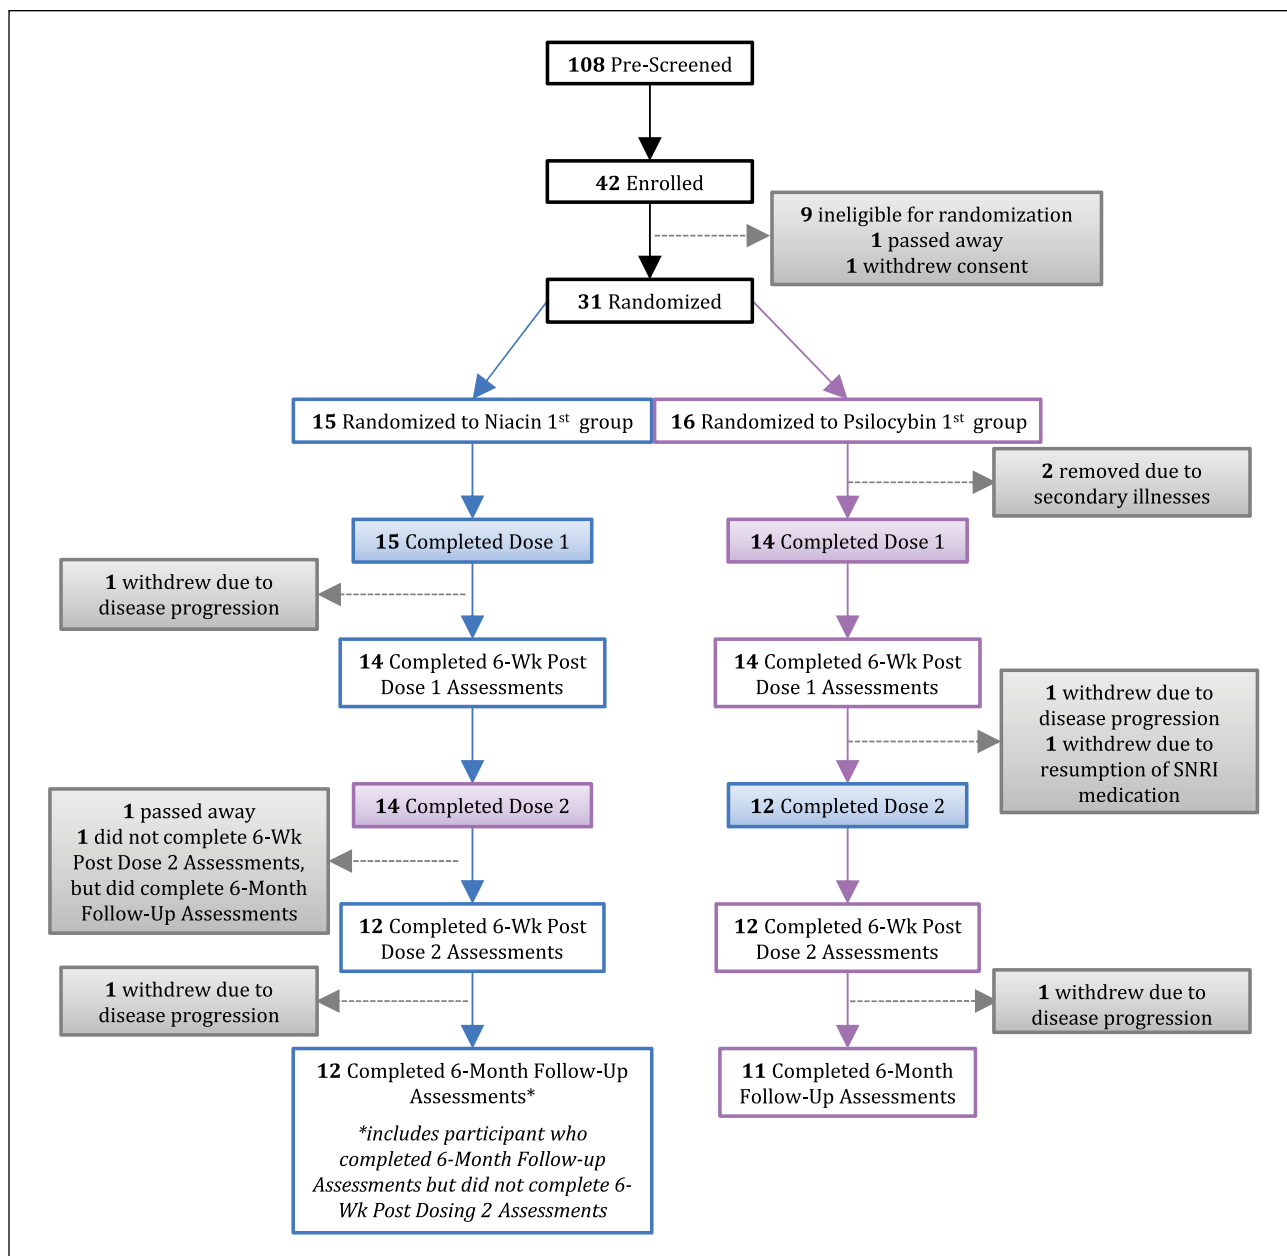 108 Pre-Screened
42 Enrolled
9 ineligible for randomization
1 passed away
1 withdrew consent
31 Randomized
15 Randomized to Niacin 1st group
16 Randomized to Psilocybin 1st group
2 removed due to
secondary illnesses
15 Completed Dose 1
14 Completed Dose 1
1 withdrew due to
disease progression
14 Completed 6-Wk Post
Dose 1 Assessments
14 Completed 6-Wk Post
Dose 1 Assessments
1 withdrew due to
disease progression
1 withdrew due to
resumption of SNRI
medication
14 Completed Dose 2
12 Completed Dose 2
1 passed away
1 did not complete 6-Wk
Post Dose 2 Assessments,
but did complete 6-Month
Follow-Up Assessments
12 Completed 6-Wk Post
Dose 2 Assessments
12 Completed 6-Wk Post
Dose 2 Assessments
1 withdrew due to
disease progression
1 withdrew due to
disease progression
12 Completed 6-Month Follow-Up
Assessments*
*includes participant who
completed 6-Month Follow-up
Assessments but did not complete 6-
Wk Post Dosing 2 Assessments
11 Completed 6-Month
Follow-Up Assessments